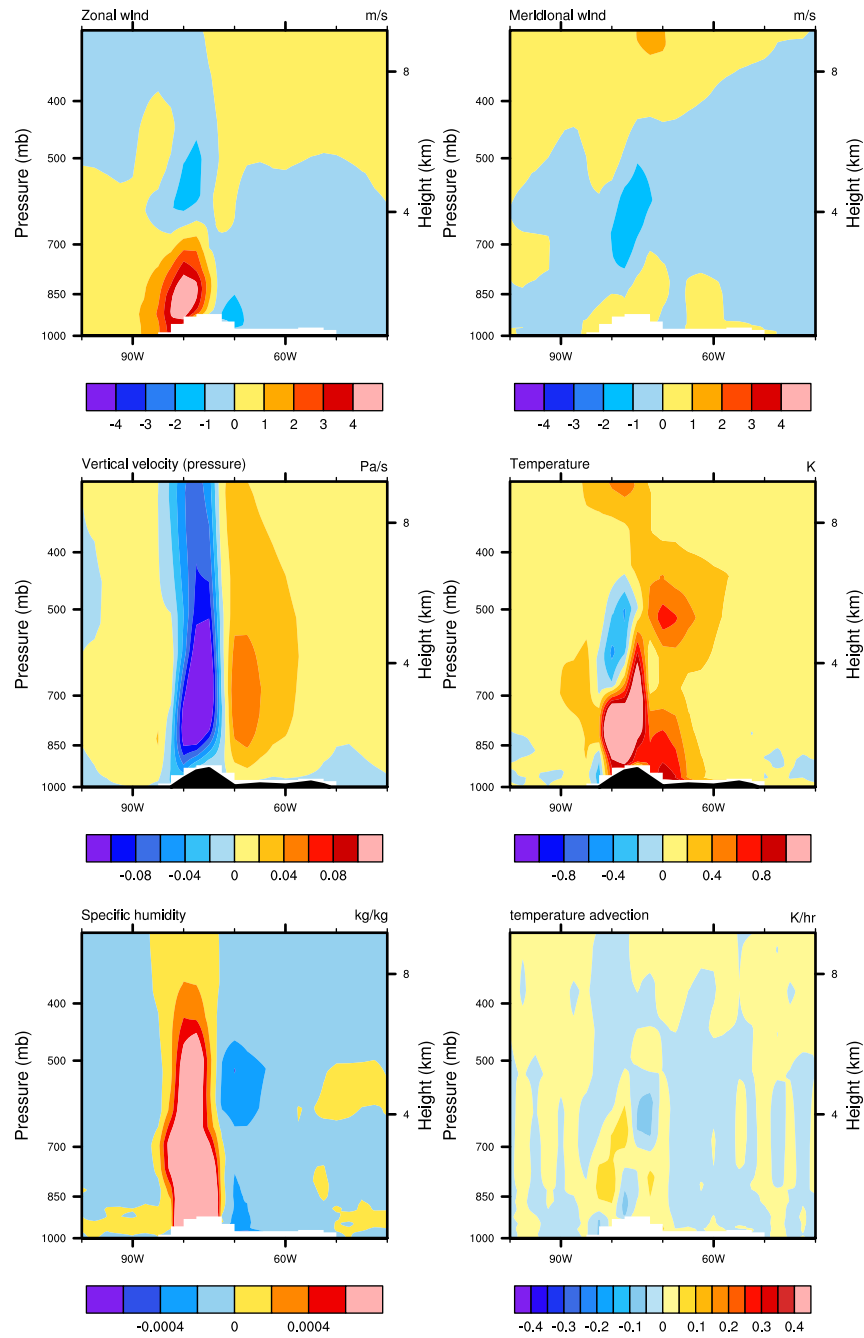 Zonal wind m/s
Pressure (mb)
400
500
700
850
1000
8
4
Height (km)
90W 60W
-4 -3 -2 -1 0 1 2 3 4
Meridional wind m/s
Pressure (mb)
400
500
700
850
1000
8
4
Height (km)
90W 60W
-4 -3 -2 -1 0 1 2 3 4
Vertical velocity (pressure) Pa/s
Pressure (mb)
400
500
700
850
1000
8
4
Height (km)
90W 60W
-0.08 -0.04 0 0.04 0.08
Temperature K
Pressure (mb)
400
500
700
850
1000
8
4
Height (km)
90W 60W
-0.8 -0.4 0 0.4 0.8
Specific humidity kg/kg
Pressure (mb)
400
500
700
850
1000
8
4
Height (km)
90W 60W
-0.0004 0 0.0004
temperature advection K/hr
Pressure (mb)
400
500
700
850
1000
8
4
Height (km)
90W 60W
-0.4 -0.3 -0.2 -0.1 0 0.1 0.2 0.3 0.4